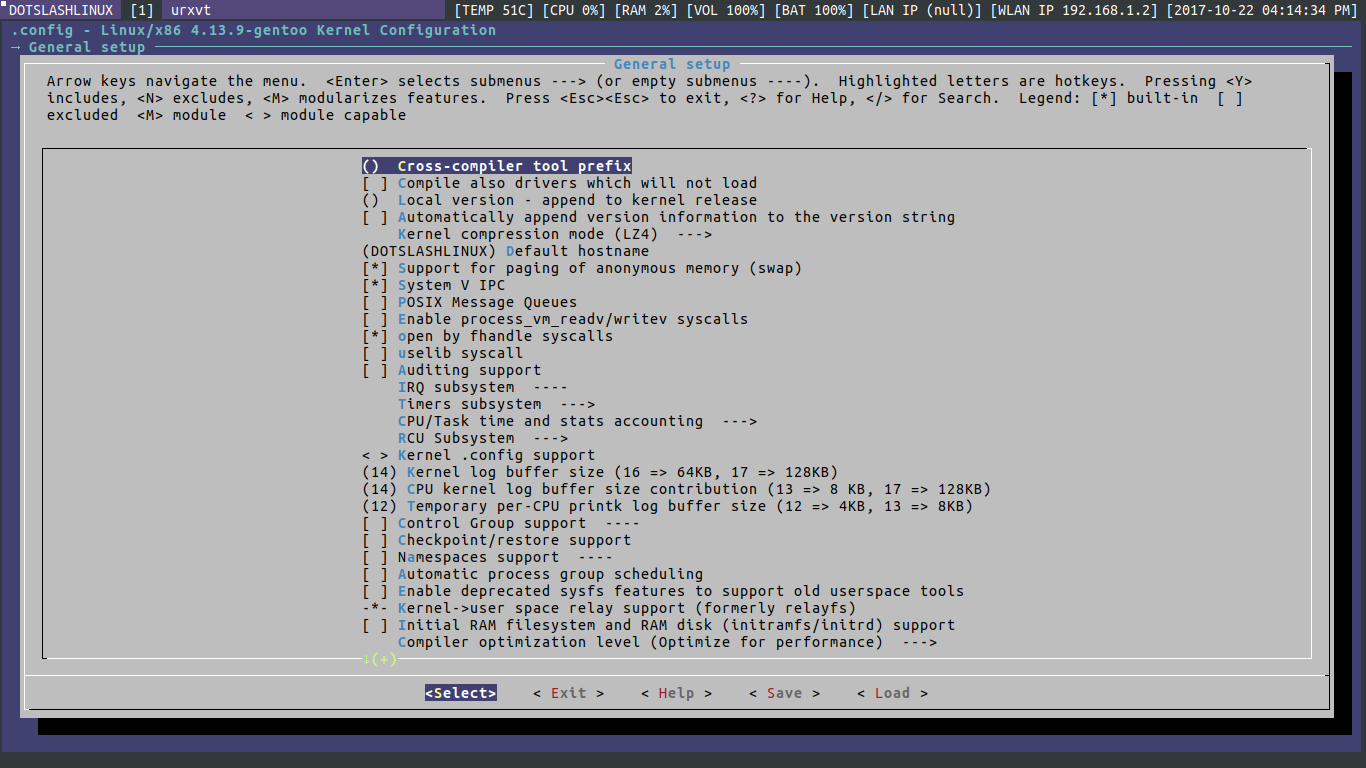 DOTSLASHLINUX [1] urxvt [TEMP 51C] [CPU 0%] [RAM 2%] [VOL 100%] [BAT 100%] [LAN IP (null)] [WLAN IP 192.168.1.2] [2017-10-22 04:14:34 PM]
.config - Linux/x86 4.13.9-gentoo Kernel Configuration
→ General setup
General setup
Arrow keys navigate the menu.  <Enter> selects submenus ---> (or empty submenus ----).  Highlighted letters are hotkeys.  Pressing <Y>
includes, <N> excludes, <M> modularizes features.  Press <Esc><Esc> to exit, <?> for Help, </> for Search.  Legend: [*] built-in  [ ]
excluded  <M> module  < > module capable
()  Cross-compiler tool prefix
[ ] Compile also drivers which will not load
()  Local version - append to kernel release
[ ] Automatically append version information to the version string
Kernel compression mode (LZ4)  --->
(DOTSLASHLINUX) Default hostname
[*] Support for paging of anonymous memory (swap)
[*] System V IPC
[ ] POSIX Message Queues
[ ] Enable process_vm_readv/writev syscalls
[*] open by fhandle syscalls
[ ] uselib syscall
[ ] Auditing support
IRQ subsystem  ----
Timers subsystem  --->
CPU/Task time and stats accounting  --->
RCU Subsystem  --->
< > Kernel .config support
(14) Kernel log buffer size (16 => 64KB, 17 => 128KB)
(14) CPU kernel log buffer size contribution (13 => 8 KB, 17 => 128KB)
(12) Temporary per-CPU printk log buffer size (12 => 4KB, 13 => 8KB)
[ ] Control Group support  ----
[ ] Checkpoint/restore support
[ ] Namespaces support  ----
[ ] Automatic process group scheduling
[ ] Enable deprecated sysfs features to support old userspace tools
-*- Kernel->user space relay support (formerly relayfs)
[ ] Initial RAM filesystem and RAM disk (initramfs/initrd) support
Compiler optimization level (Optimize for performance)  --->
↓(+)
<Select>    < Exit >    < Help >    < Save >    < Load >